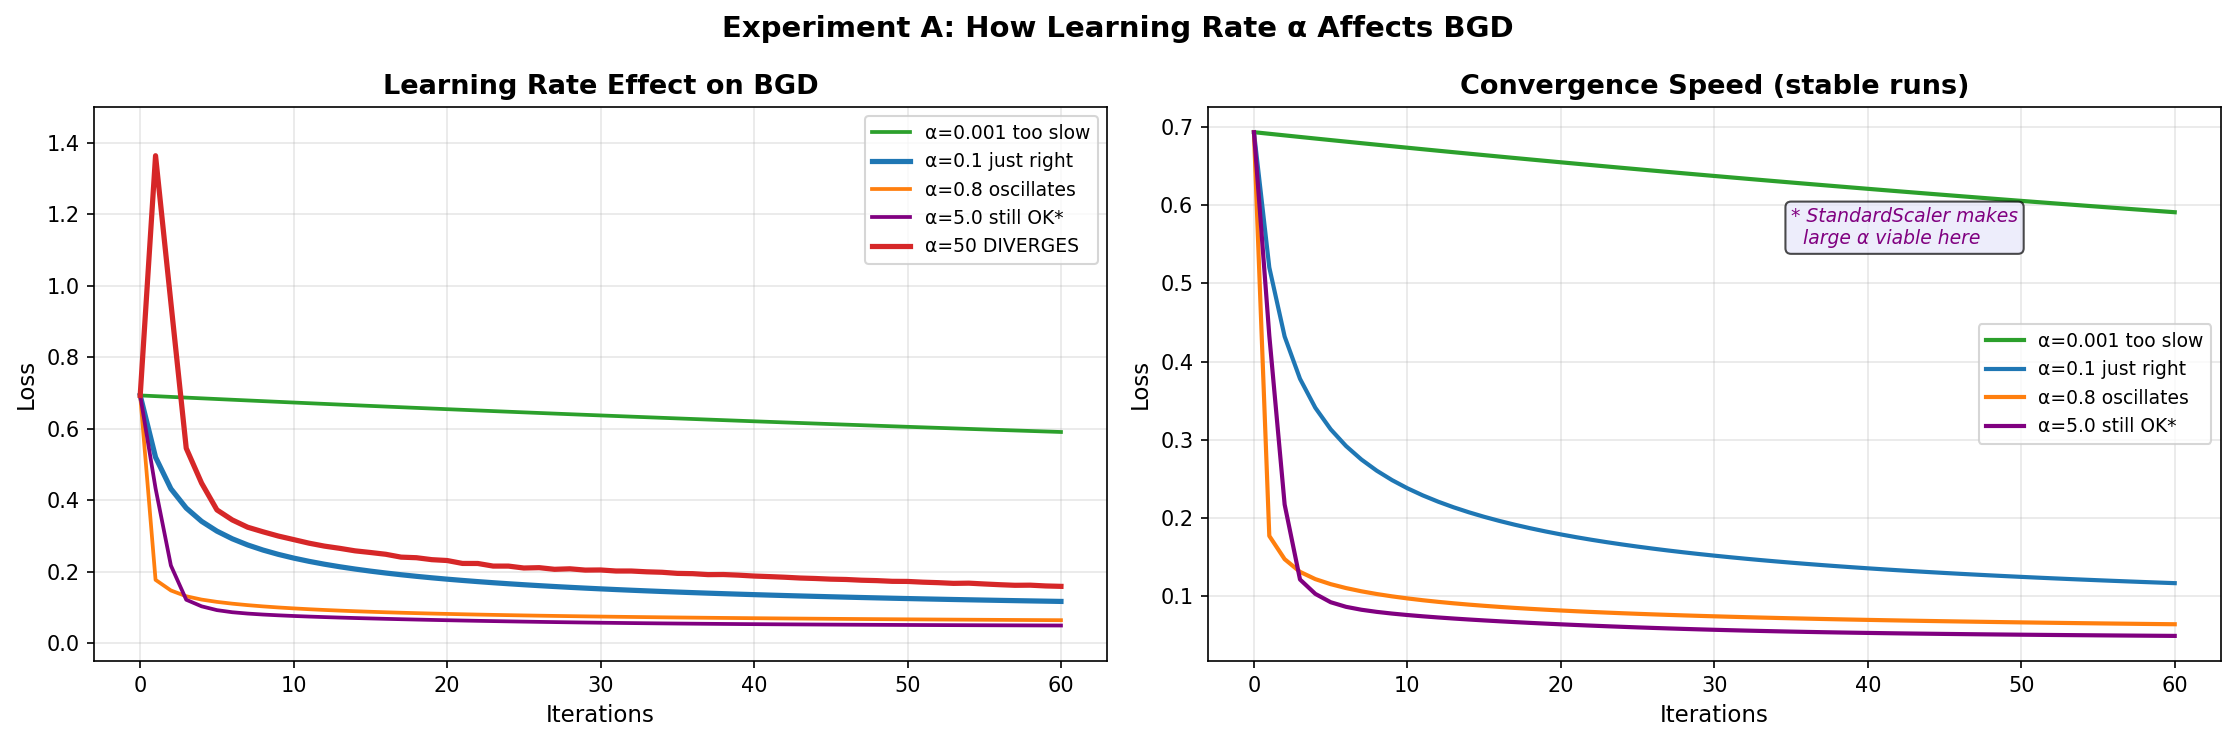 Experiment A: How Learning Rate α Affects BGD
Learning Rate Effect on BGD
Loss
1.4
1.2
1.0
0.8
0.6
0.4
0.2
0.0
α=0.001 too slow
α=0.1 just right
α=0.8 oscillates
α=5.0 still OK*
α=50 DIVERGES
0 10 20 30 40 50 60
Iterations
Convergence Speed (stable runs)
Loss
0.7
0.6
0.5
0.4
0.3
0.2
0.1
* StandardScaler makes
large α viable here
α=0.001 too slow
α=0.1 just right
α=0.8 oscillates
α=5.0 still OK*
0 10 20 30 40 50 60
Iterations